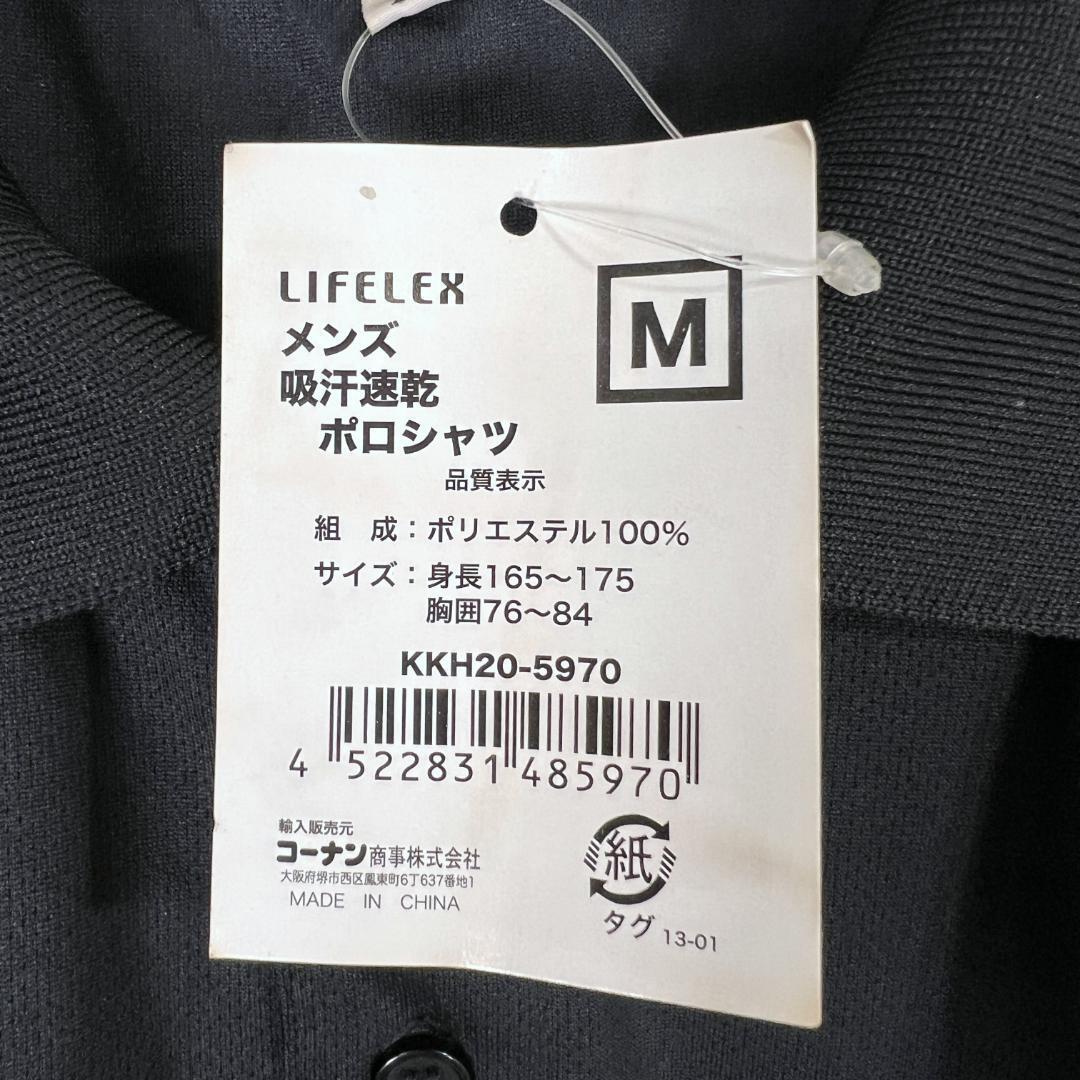 LIFELEX
M
メンズ
吸汗速乾
ポロシャツ
品質表示
組 成：ポリエステル100%
サイズ：身長165〜175
胸囲76〜84
KKH20-5970
4 522831 485970
輸入販売元
コーナン商事株式会社
大阪府堺市西区鳳東町6丁637番地1
MADE IN CHINA
紙
タグ 13-01